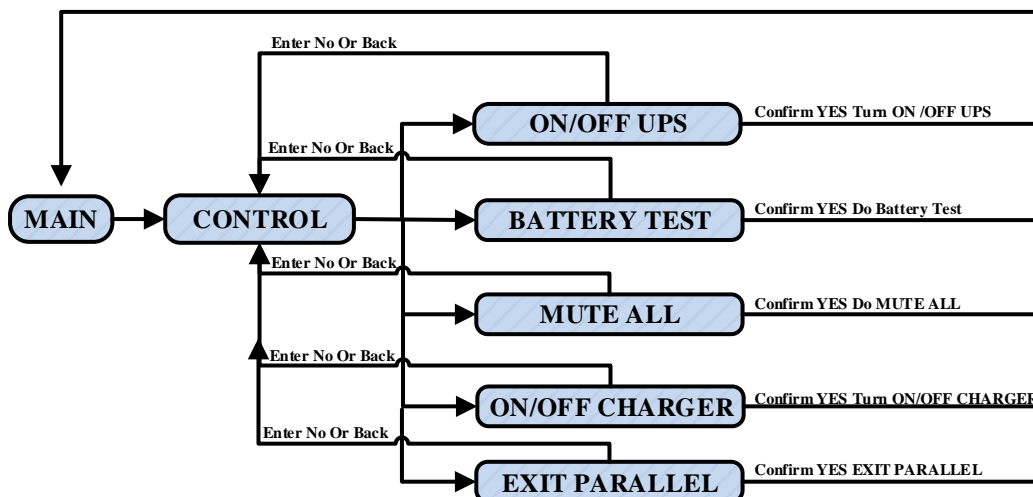 Enter No Or Back
ON/OFF UPS
Confirm YES Turn ON /OFF UPS
Enter No Or Back
MAIN
CONTROL
BATTERY TEST
Confirm YES Do Battery Test
Enter No Or Back
MUTE ALL
Confirm YES Do MUTE ALL
Enter No Or Back
ON/OFF CHARGER
Confirm YES Turn ON/OFF CHARGER
Enter No Or Back
EXIT PARALLEL
Confirm YES EXIT PARALLEL